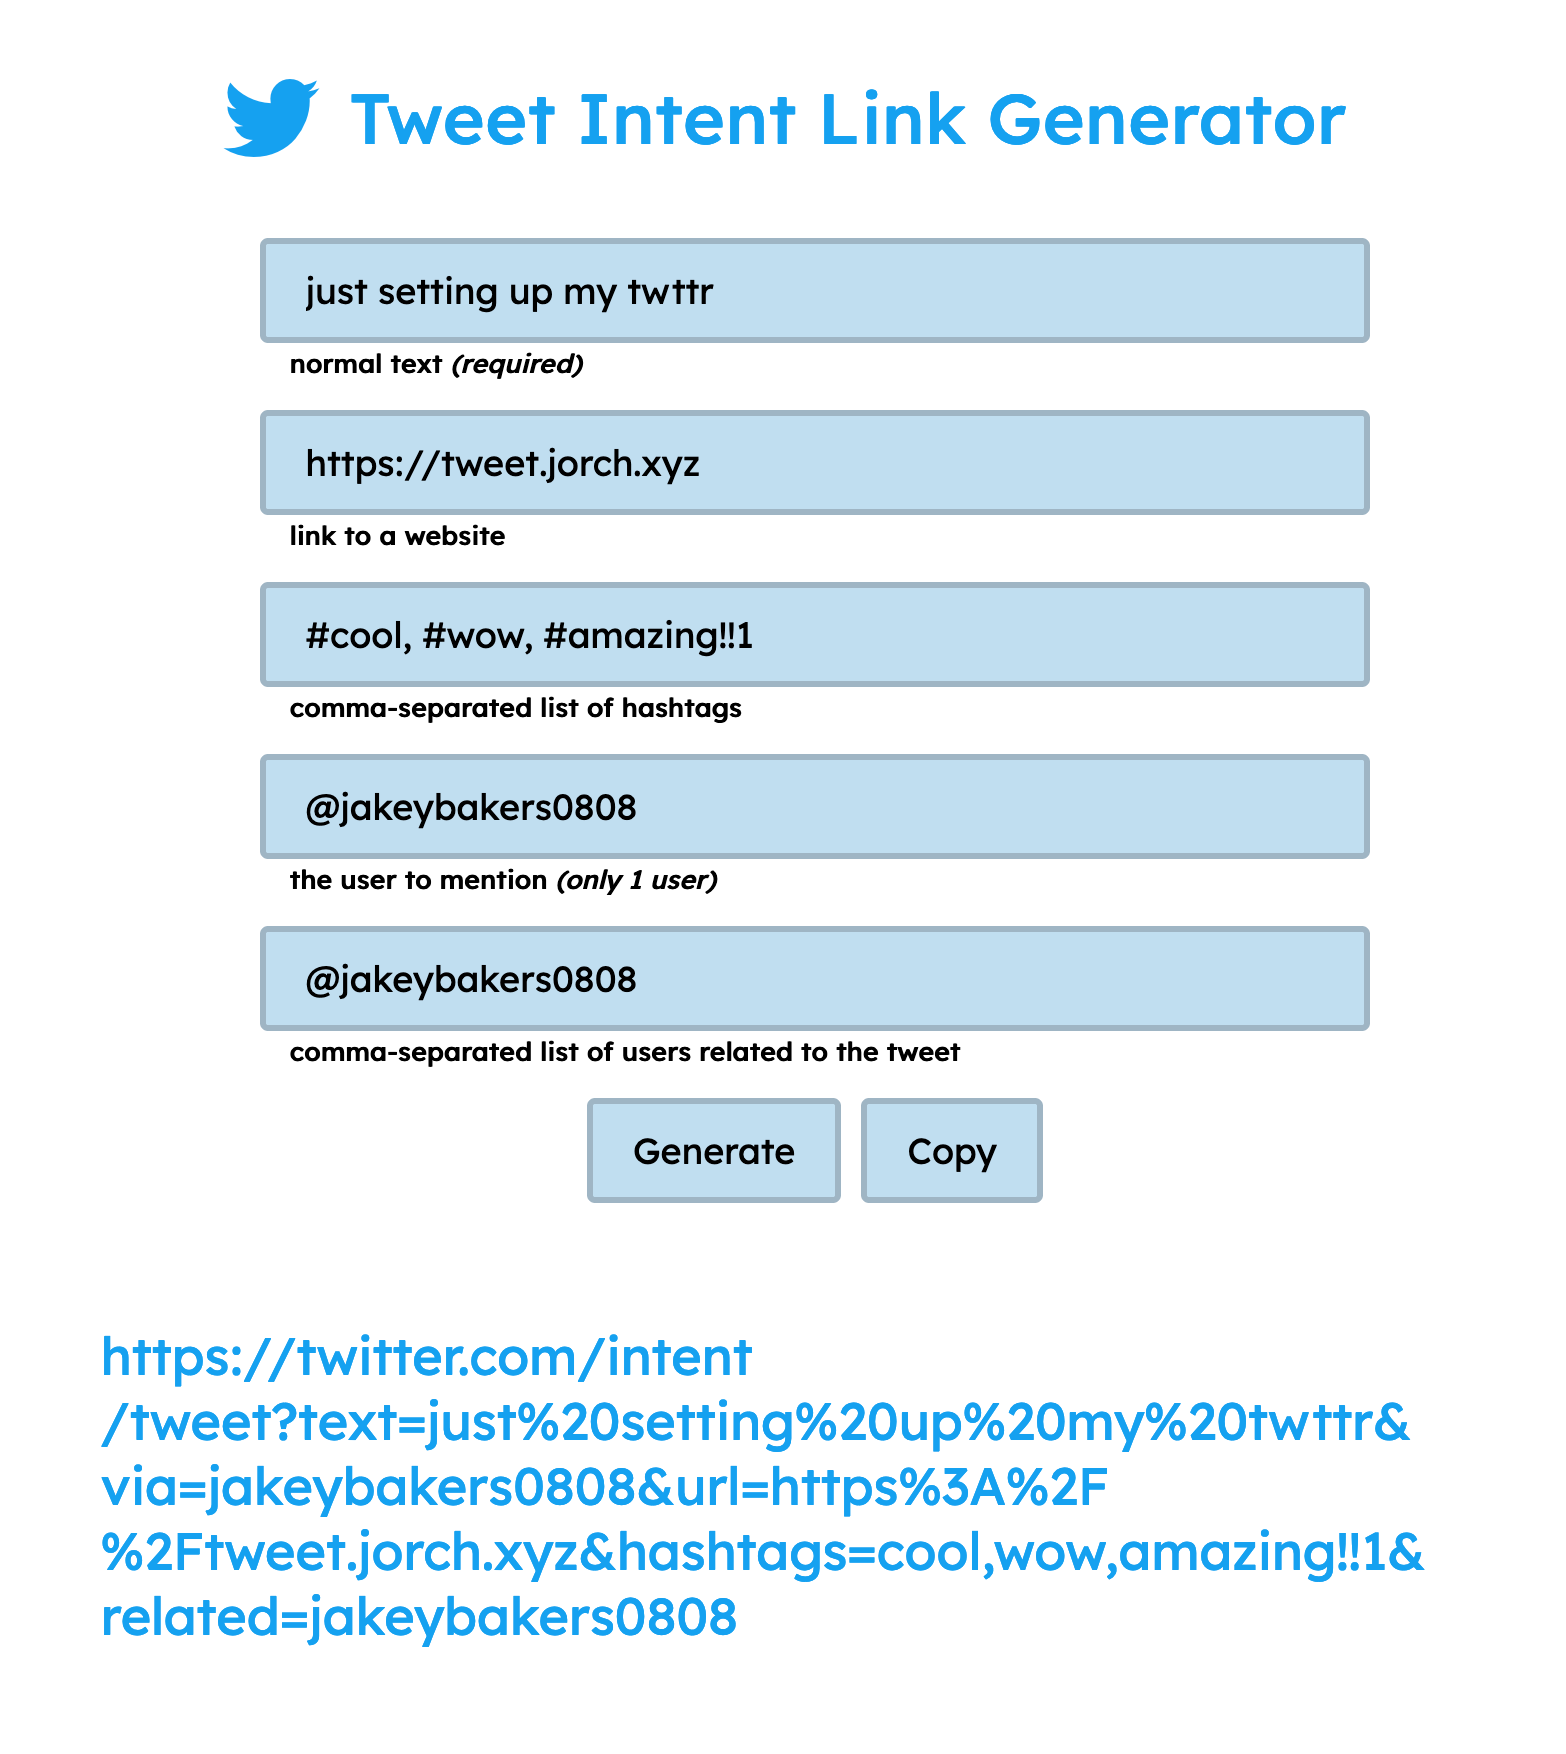 Tweet Intent Link Generator
just setting up my twttr
normal text (required)
https://tweet.jorch.xyz
link to a website
#cool, #wow, #amazing!!1
comma-separated list of hashtags
@jakeybakers0808
the user to mention (only 1 user)
@jakeybakers0808
comma-separated list of users related to the tweet
Generate Copy
https://twitter.com/intent
/tweet?text=just%20setting%20up%20my%20twttr&
via=jakeybakers0808&url=https%3A%2F
%2Ftweet.jorch.xyz&hashtags=cool,wow,amazing!!1&
related=jakeybakers0808